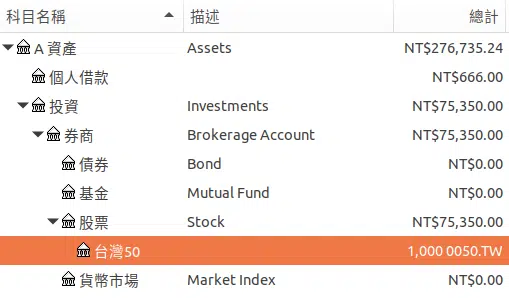 科目名稱 描述 總計
A 資產 Assets NT$276,735.24
個人借款 NT$666.00
投資 Investments NT$75,350.00
券商 Brokerage Account NT$75,350.00
債券 Bond NT$0.00
基金 Mutual Fund NT$0.00
股票 Stock NT$75,350.00
台灣50 1,000 0050.TW
貨幣市場 Market Index NT$0.00